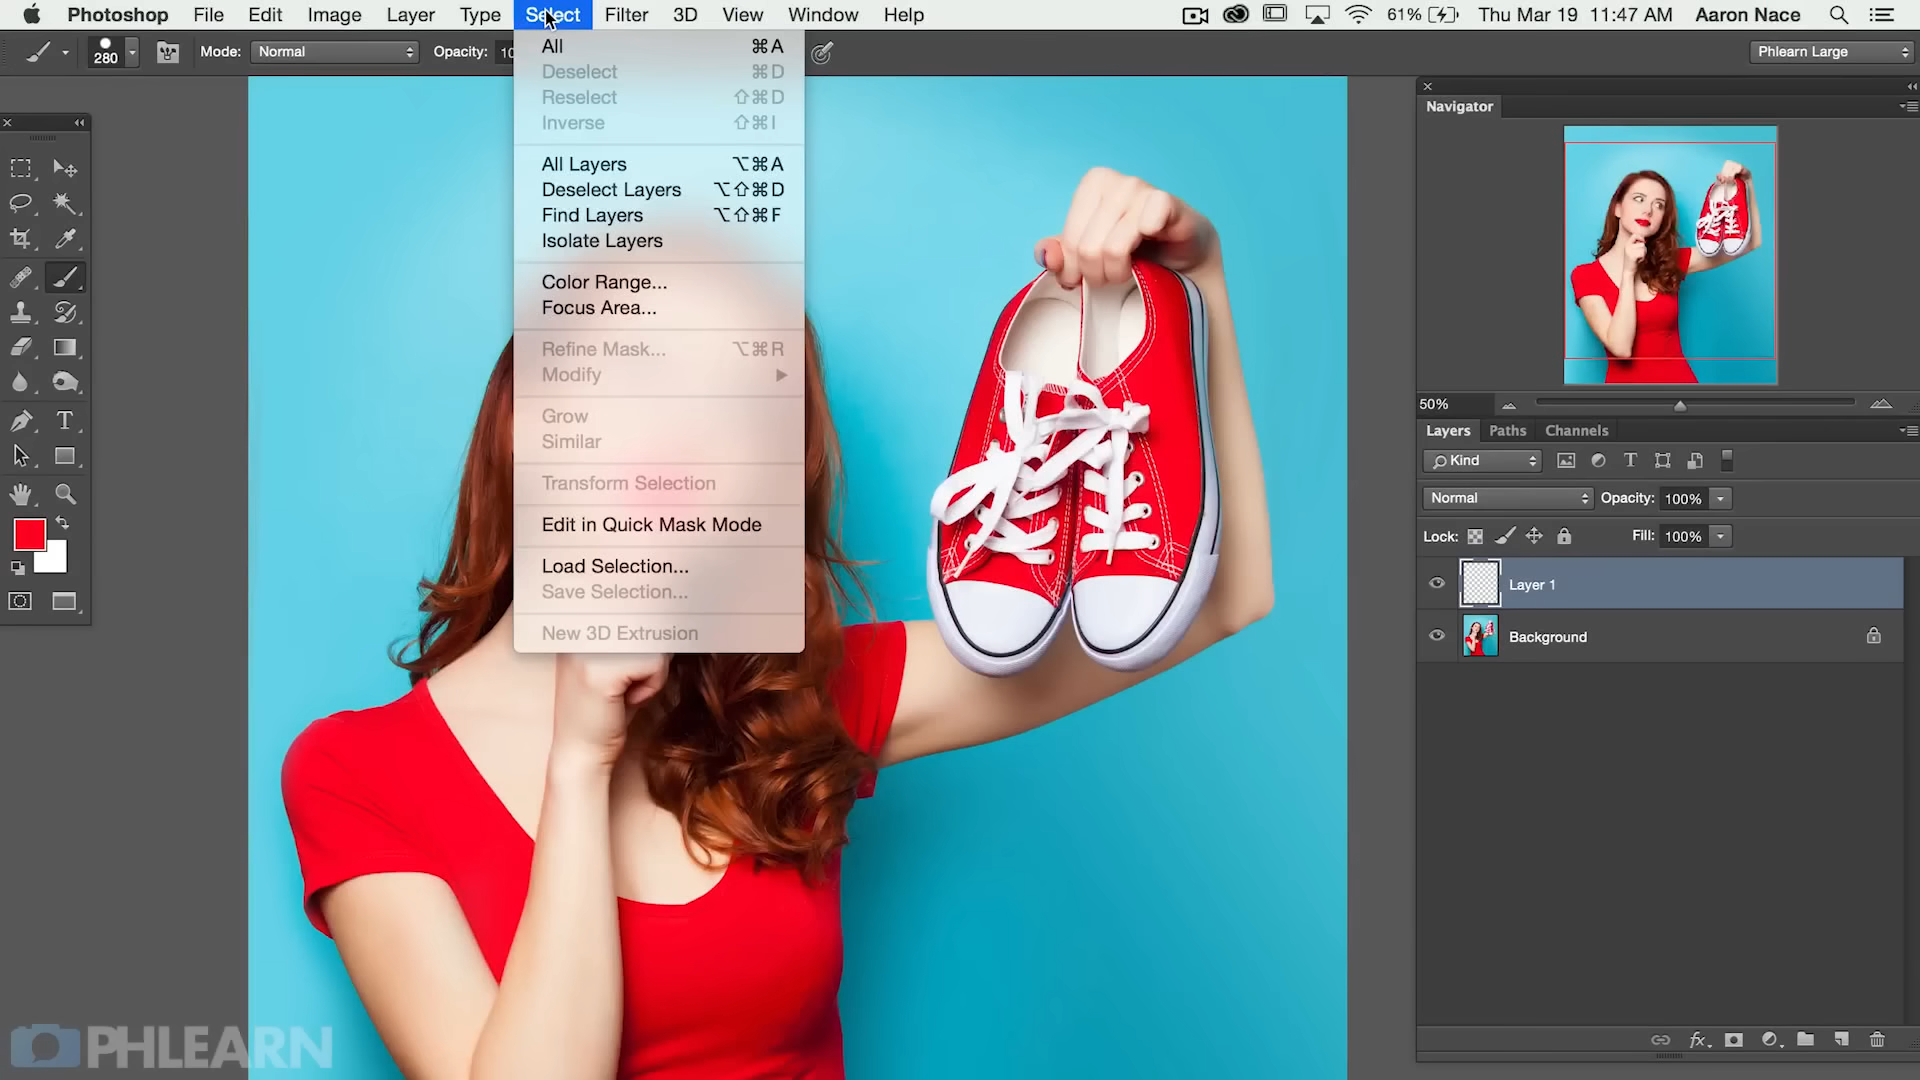 Photoshop File Edit Image Layer Type Select Filter 3D View Window Help 61% Thu Mar 19 11:47 AM Aaron Nace
280 Mode: Normal Opacity: 10 Phlearn Large
All ⌘A
Deselect ⌘D
Reselect ⇧⌘D
Inverse ⇧⌘I
All Layers ⌥⌘A
Deselect Layers ⌥⇧⌘D
Find Layers ⌥⇧⌘F
Isolate Layers
Color Range...
Focus Area...
Refine Mask... ⌥⌘R
Modify
Grow
Similar
Transform Selection
Edit in Quick Mask Mode
Load Selection...
Save Selection...
New 3D Extrusion
Navigator
50%
Layers Paths Channels
Kind
Normal Opacity: 100%
Lock: Fill: 100%
Layer 1
Background
fx
PHLEARN